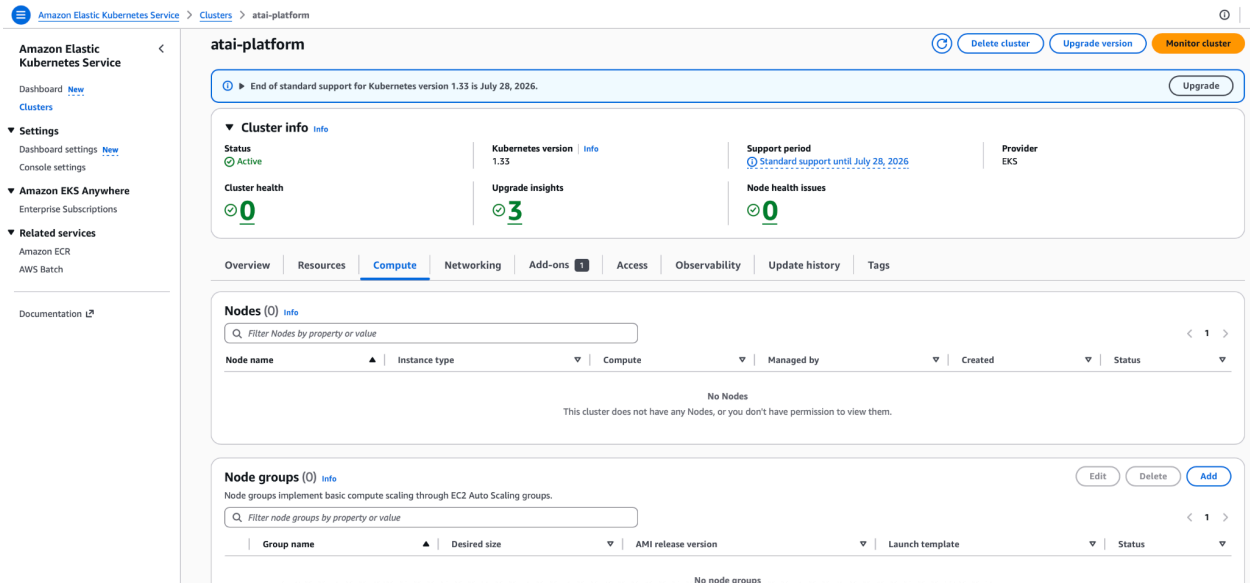 Amazon Elastic Kubernetes Service > Clusters > atai-platform
Amazon Elastic
Kubernetes Service
Dashboard New
Clusters
Settings
Dashboard settings New
Console settings
Amazon EKS Anywhere
Enterprise Subscriptions
Related services
Amazon ECR
AWS Batch
Documentation
atai-platform
Delete cluster Upgrade version Monitor cluster
End of standard support for Kubernetes version 1.33 is July 28, 2026. Upgrade
Cluster info Info
Status Kubernetes version Info Support period Provider
Active 1.33 Standard support until July 28, 2026 EKS
Cluster health Upgrade insights Node health issues
0 3 0
Overview Resources Compute Networking Add-ons 1 Access Observability Update history Tags
Nodes (0) Info
Filter Nodes by property or value < 1 >
Node name Instance type Compute Managed by Created Status
No Nodes
This cluster does not have any Nodes, or you don't have permission to view them.
Node groups (0) Info Edit Delete Add
Node groups implement basic compute scaling through EC2 Auto Scaling groups.
Filter node groups by property or value < 1 >
Group name Desired size AMI release version Launch template Status
No node groups